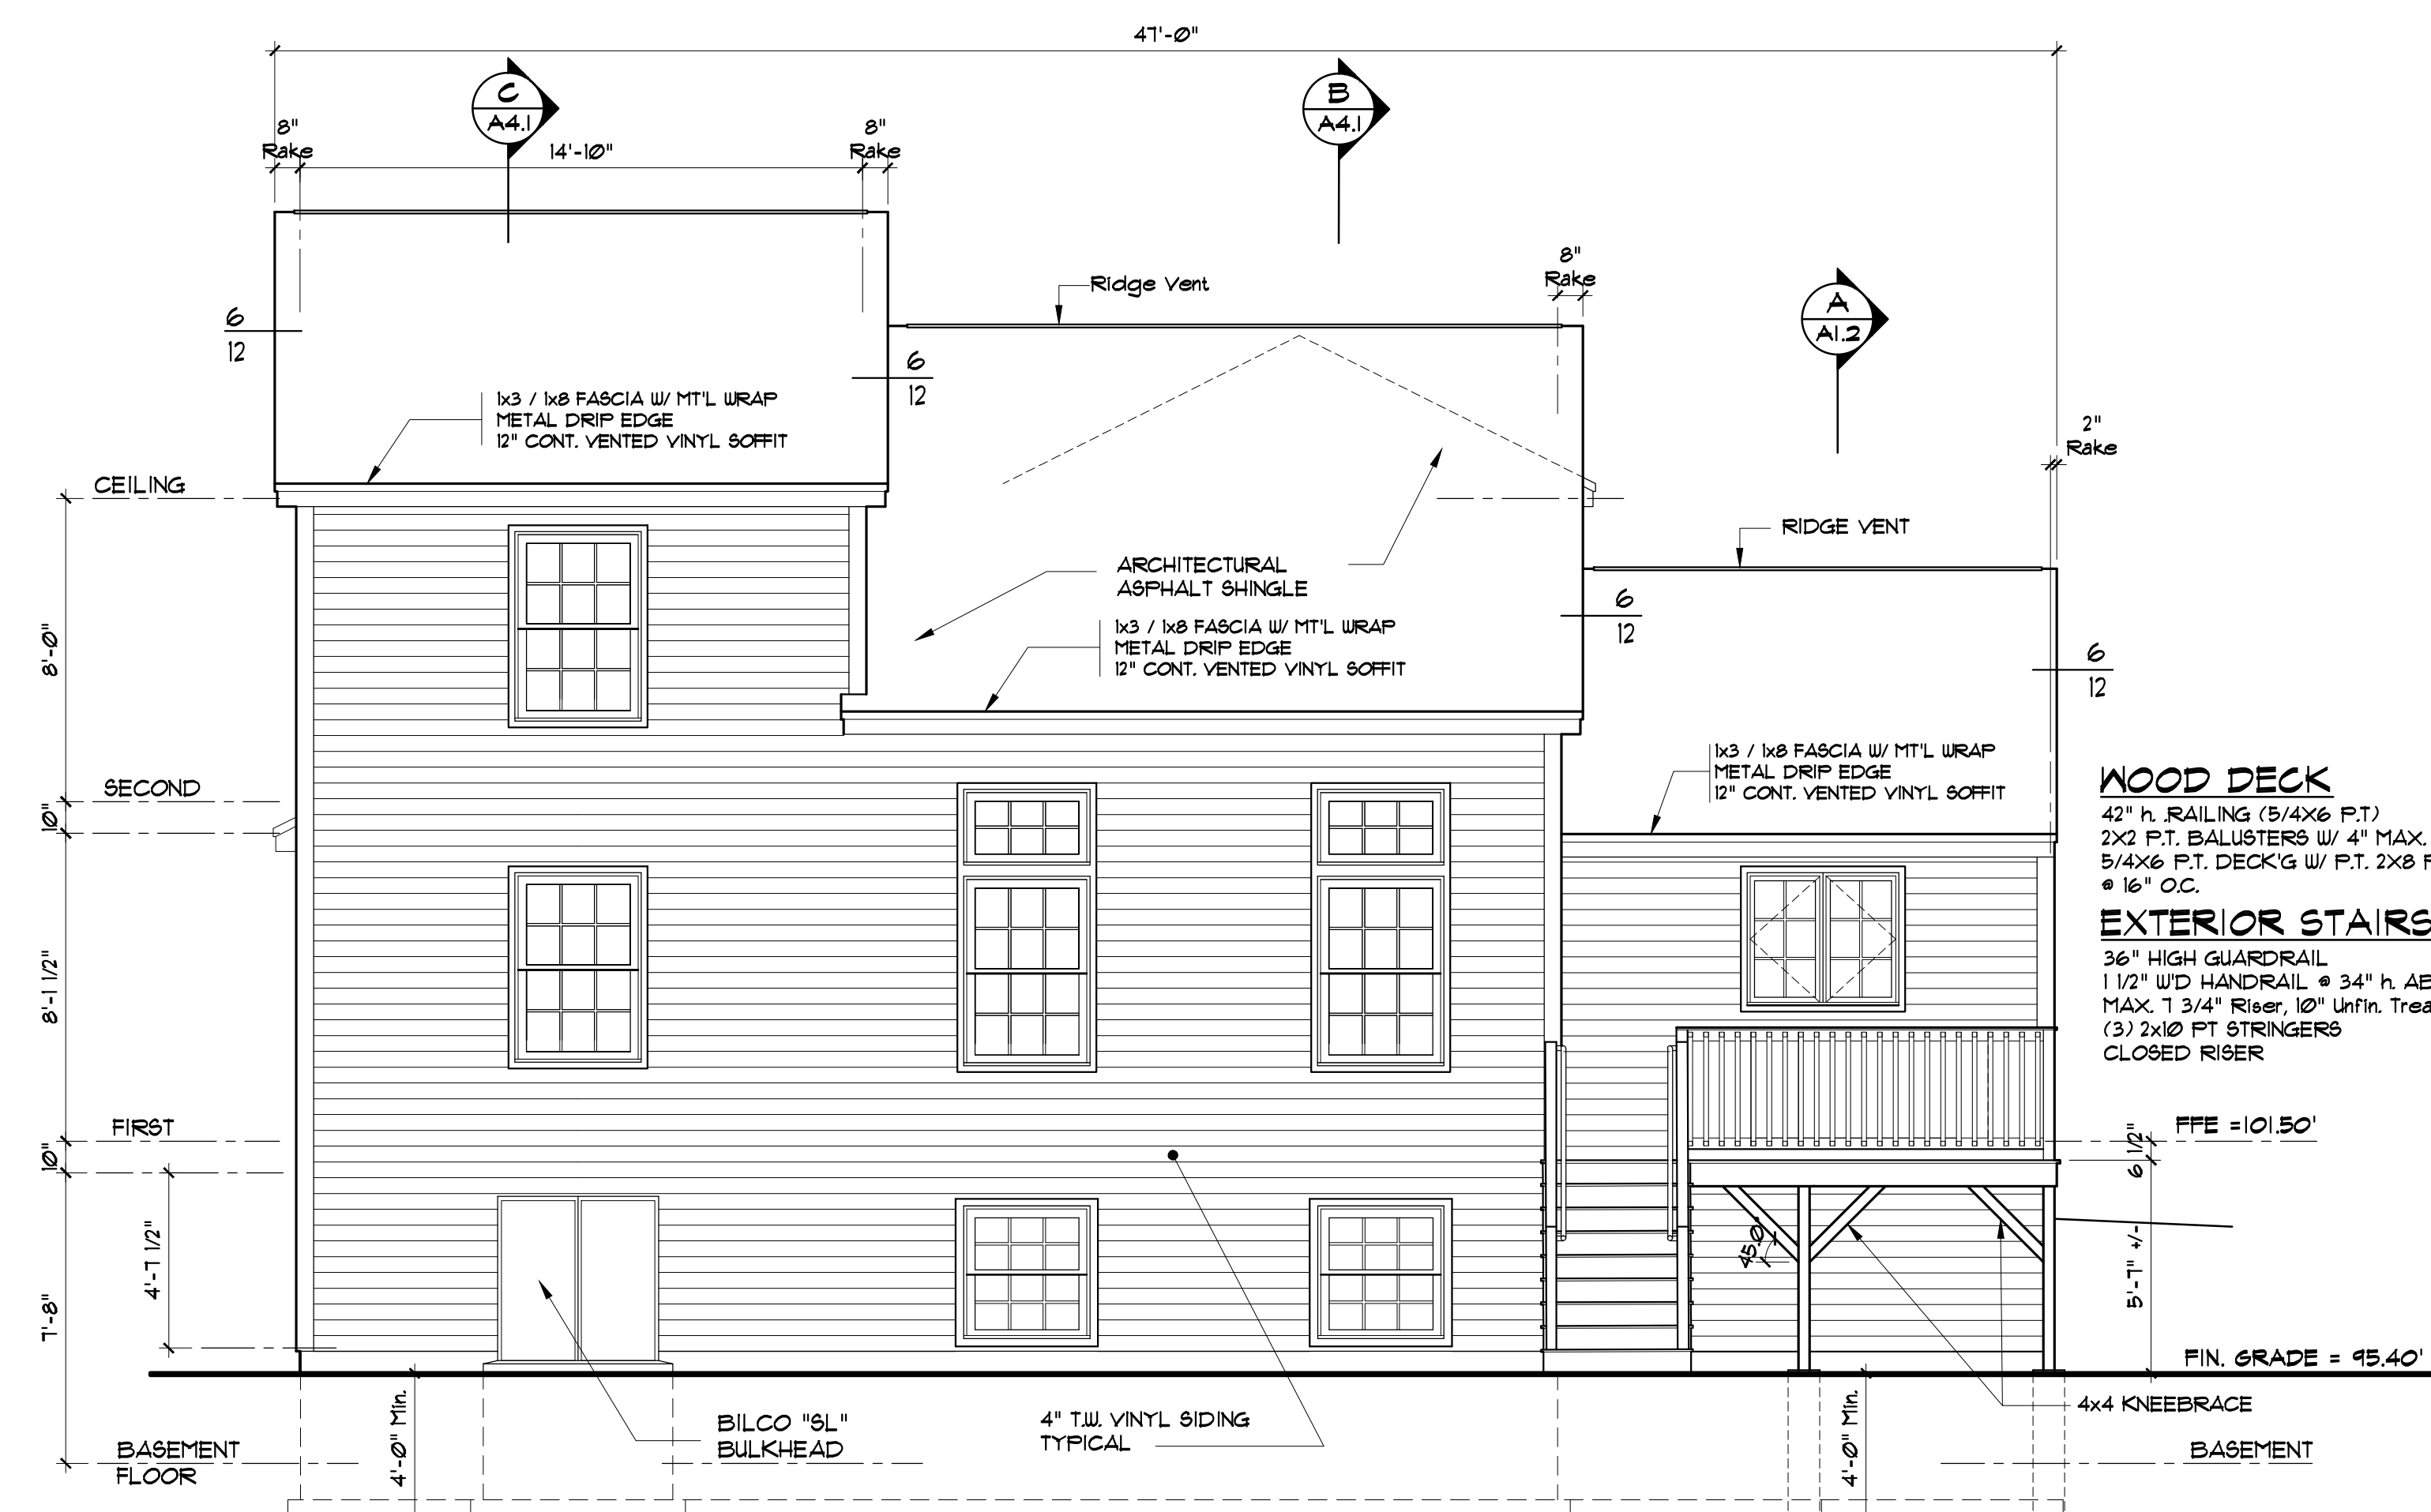 47'-0"
C
A4.1
B
A4.1
8"
Rake
14'-10"
8"
Rake
Ridge Vent
8"
Rake
A
A1.2
6
12
6
12
1x3 / 1x8 FASCIA W/ MT'L WRAP
METAL DRIP EDGE
12" CONT. VENTED VINYL SOFFIT
2"
Rake
CEILING
RIDGE VENT
ARCHITECTURAL
ASPHALT SHINGLE
6
12
1x3 / 1x8 FASCIA W/ MT'L WRAP
METAL DRIP EDGE
12" CONT. VENTED VINYL SOFFIT
6
12
8'-0"
1x3 / 1x8 FASCIA W/ MT'L WRAP
METAL DRIP EDGE
12" CONT. VENTED VINYL SOFFIT
SECOND
10"
WOOD DECK
42" h. .RAILING (5/4X6 P.T)
2X2 P.T. BALUSTERS W/ 4" MAX.
5/4X6 P.T. DECK'G W/ P.T. 2X8
@ 16" O.C.
EXTERIOR STAIRS
36" HIGH GUARDRAIL
1 1/2" W'D HANDRAIL @ 34" h.
MAX. 7 3/4" Riser, 10" Unfin.
(3) 2x10 PT STRINGERS
CLOSED RISER
8'-1 1/2"
FIRST
10"
FFE =101.50'
6 1/2"
4'-7 1/2"
7'-8"
45.0°
5'-7" +/-
FIN. GRADE = 95.40'
4'-0" Min.
BILCO "SL"
BULKHEAD
4" T.W. VINYL SIDING
TYPICAL
4'-0" Min.
4x4 KNEEBRACE
BASEMENT
FLOOR
BASEMENT